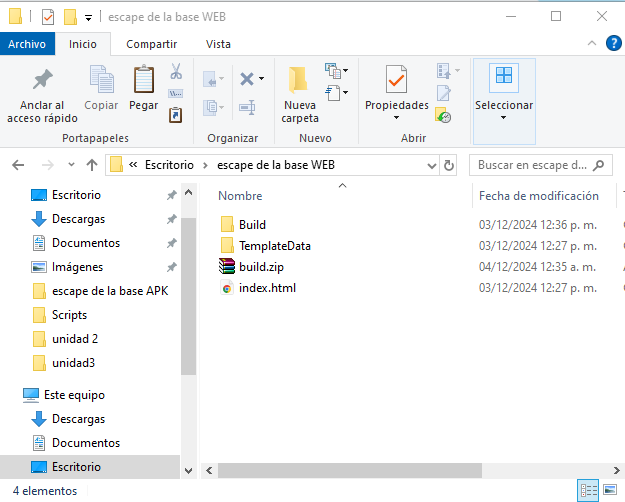 escape de la base WEB
Archivo Inicio Compartir Vista
Anclar al acceso rápido
Copiar
Pegar
Nueva carpeta
Propiedades
Seleccionar
Portapapeles Organizar Nuevo Abrir
« Escritorio › escape de la base WEB
Buscar en escape d...
Nombre Fecha de modificación
Escritorio
Descargas
Documentos
Imágenes
escape de la base APK
Scripts
unidad 2
unidad3
Este equipo
Descargas
Documentos
Escritorio
Build 03/12/2024 12:36 p. m.
TemplateData 03/12/2024 12:27 p. m.
build.zip 04/12/2024 12:35 a. m.
index.html 03/12/2024 12:27 p. m.
4 elementos